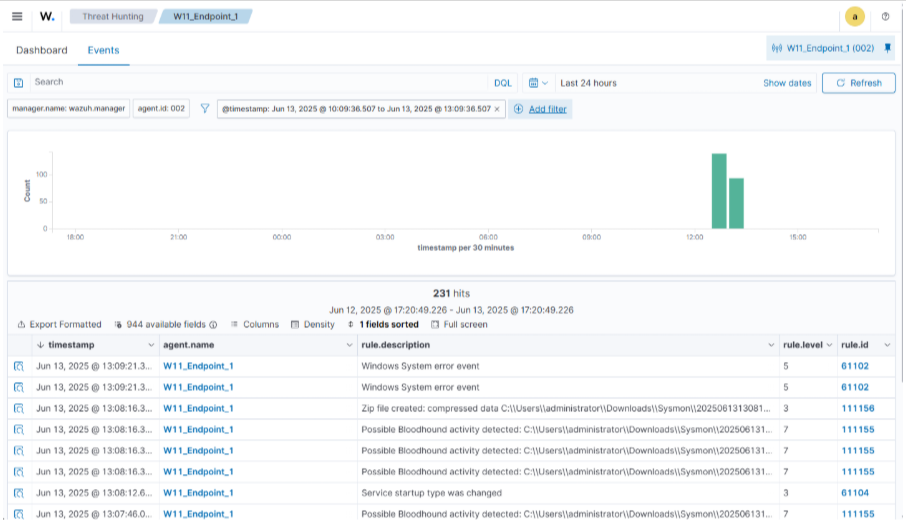 W. Threat Hunting W11_Endpoint_1 a
Dashboard Events W11_Endpoint_1 (002)
Search DQL Last 24 hours Show dates Refresh
manager.name: wazuh.manager agent.id: 002 @timestamp: Jun 13, 2025 @ 10:09:36.507 to Jun 13, 2025 @ 13:09:36.507 × Add filter
Count
100
50
0
18:00 21:00 00:00 03:00 06:00 09:00 12:00 15:00
timestamp per 30 minutes
231 hits
Jun 12, 2025 @ 17:20:49.226 - Jun 13, 2025 @ 17:20:49.226
Export Formatted 944 available fields Columns Density 1 fields sorted Full screen
timestamp agent.name rule.description rule.level rule.id
Jun 13, 2025 @ 13:09:21.3... W11_Endpoint_1 Windows System error event 5 61102
Jun 13, 2025 @ 13:09:21.3... W11_Endpoint_1 Windows System error event 5 61102
Jun 13, 2025 @ 13:08:16.3... W11_Endpoint_1 Zip file created: compressed data C:\\Users\\administrator\\Downloads\\Sysmon\\2025061313081... 3 111156
Jun 13, 2025 @ 13:08:16.3... W11_Endpoint_1 Possible Bloodhound activity detected: C:\\Users\\administrator\\Downloads\\Sysmon\\202506131... 7 111155
Jun 13, 2025 @ 13:08:16.3... W11_Endpoint_1 Possible Bloodhound activity detected: C:\\Users\\administrator\\Downloads\\Sysmon\\202506131... 7 111155
Jun 13, 2025 @ 13:08:16.3... W11_Endpoint_1 Possible Bloodhound activity detected: C:\\Users\\administrator\\Downloads\\Sysmon\\202506131... 7 111155
Jun 13, 2025 @ 13:08:12.6... W11_Endpoint_1 Service startup type was changed 3 61104
Jun 13, 2025 @ 13:07:46.0... W11_Endpoint_1 Possible Bloodhound activity detected: C:\\Users\\administrator\\Downloads\\Sysmon\\202506131... 7 111155